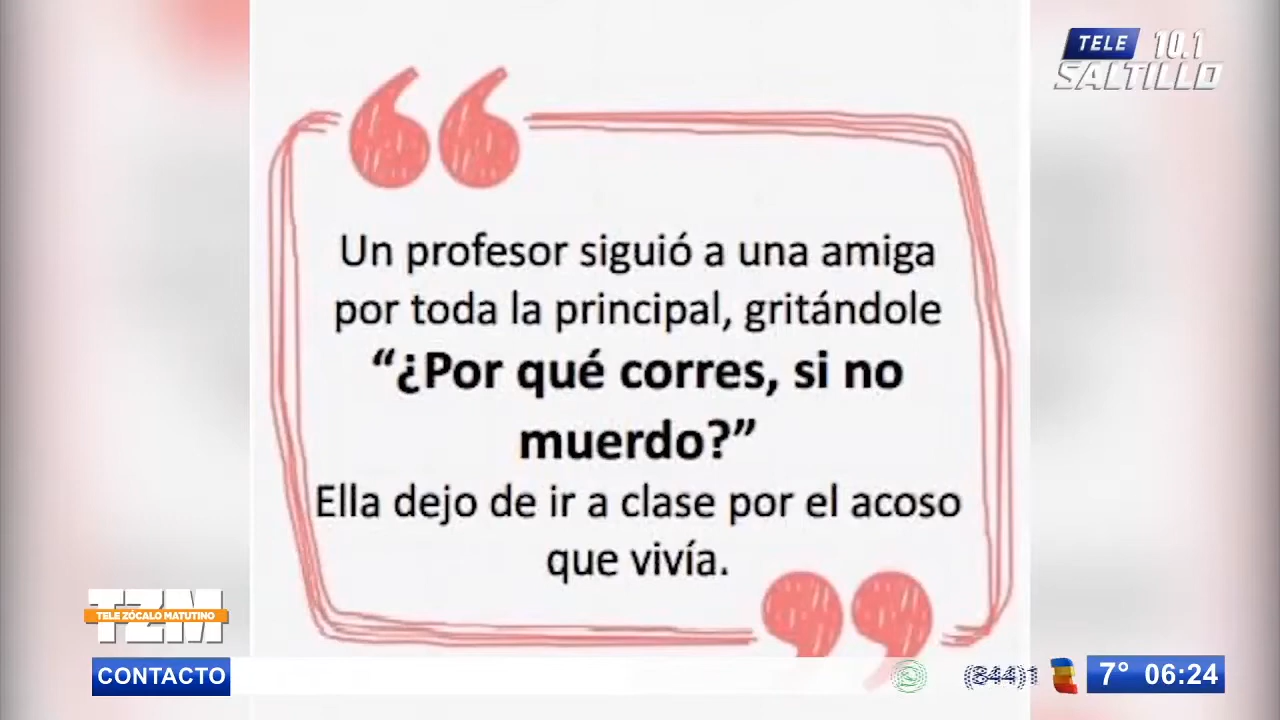 TELE 10.1
SALTILLO
Un profesor siguió a una amiga
por toda la principal, gritándole
“¿Por qué corres, si no
muerdo?”
Ella dejo de ir a clase por el acoso
que vivía.
TZM
TELE ZÓCALO MATUTINO
CONTACTO (844)1 7° 06:24